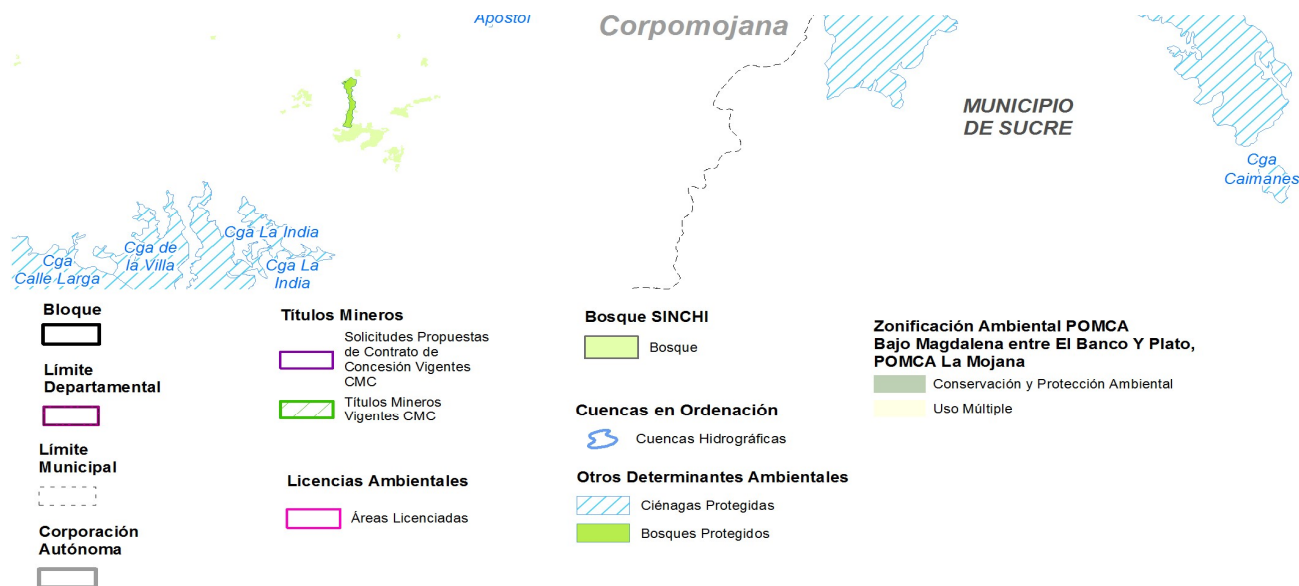 Apostol
Corpomojana
MUNICIPIO
DE SUCRE
Cga
Caimanes
Cga La India
Cga de
la Villa
Cga La
India
Cga
Calle Larga
Bloque
Límite
Departamental
Límite
Municipal
Corporación
Autónoma
Títulos Mineros
Solicitudes Propuestas
de Contrato de
Concesión Vigentes
CMC
Títulos Mineros
Vigentes CMC
Licencias Ambientales
Áreas Licenciadas
Bosque SINCHI
Bosque
Cuencas en Ordenación
Cuencas Hidrográficas
Otros Determinantes Ambientales
Ciénagas Protegidas
Bosques Protegidos
Zonificación Ambiental POMCA
Bajo Magdalena entre El Banco Y Plato,
POMCA La Mojana
Conservación y Protección Ambiental
Uso Múltiple